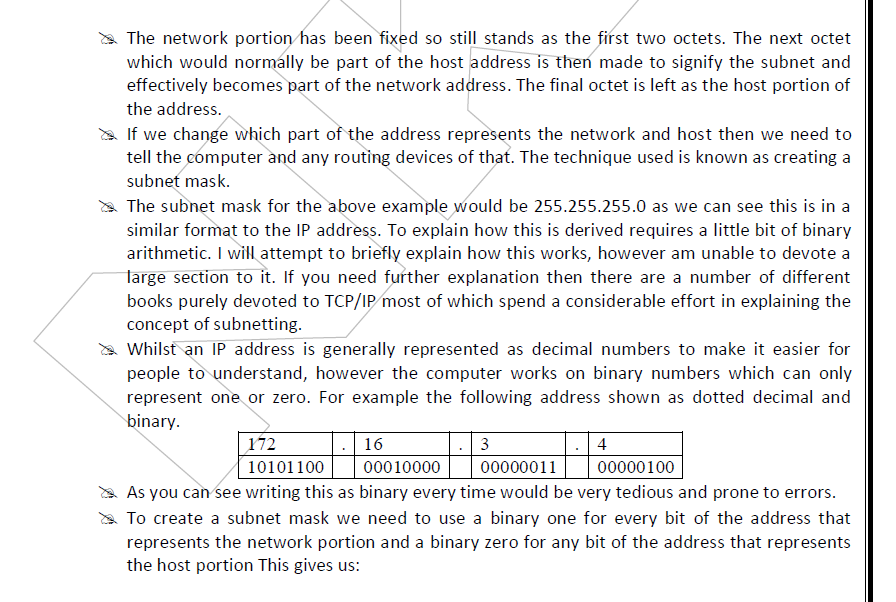 The network portion has been fixed so still stands as the first two octets. The next octet
which would normally be part of the host address is then made to signify the subnet and
effectively becomes part of the network address. The final octet is left as the host portion of
the address.
If we change which part of the address represents the network and host then we need to
tell the computer and any routing devices of that. The technique used is known as creating a
subnet mask.
The subnet mask for the above example would be 255.255.255.0 as we can see this is in a
similar format to the IP address. To explain how this is derived requires a little bit of binary
arithmetic. I will attempt to briefly explain how this works, however am unable to devote a
large section to it. If you need further explanation then there are a number of different
books purely devoted to TCP/IP most of which spend a considerable effort in explaining the
concept of subnetting.
Whilst an IP address is generally represented as decimal numbers to make it easier for
people to understand, however the computer works on binary numbers which can only
represent one or zero. For example the following address shown as dotted decimal and
binary.
172 . 16 . 3 . 4
10101100 00010000 00000011 00000100
As you can see writing this as binary every time would be very tedious and prone to errors.
To create a subnet mask we need to use a binary one for every bit of the address that
represents the network portion and a binary zero for any bit of the address that represents
the host portion This gives us: